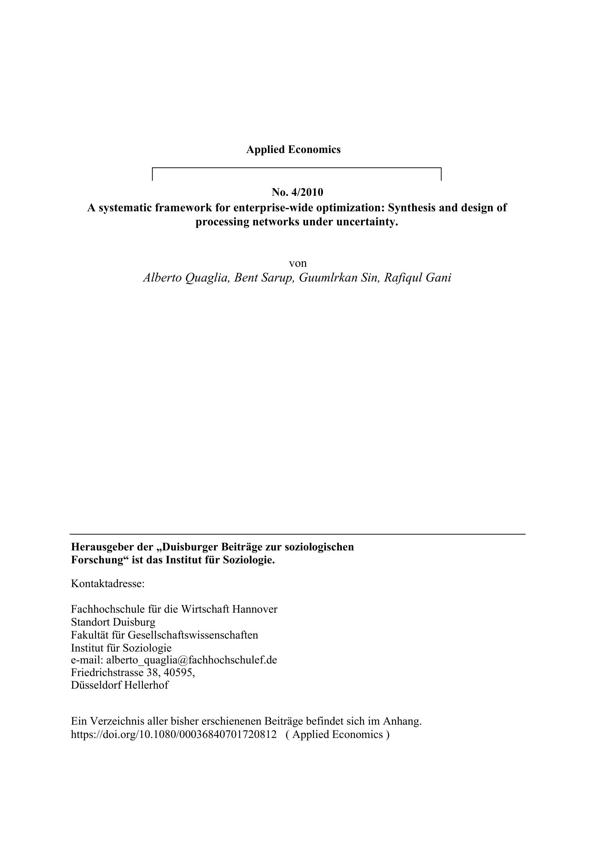 Applied Economics
No. 4/2010
A systematic framework for enterprise-wide optimization: Synthesis and design of
processing networks under uncertainty.
von
Alberto Quaglia, Bent Sarup, Guumlrkan Sin, Rafiqul Gani
Herausgeber der „Duisburger Beiträge zur soziologischen
Forschung“ ist das Institut für Soziologie.
Kontaktadresse:
Fachhochschule für die Wirtschaft Hannover
Standort Duisburg
Fakultät für Gesellschaftswissenschaften
Institut für Soziologie
e-mail: alberto_quaglia@fachhochschulef.de
Friedrichstrasse 38, 40595,
Düsseldorf Hellerhof
Ein Verzeichnis aller bisher erschienenen Beiträge befindet sich im Anhang.
https://doi.org/10.1080/00036840701720812 ( Applied Economics )